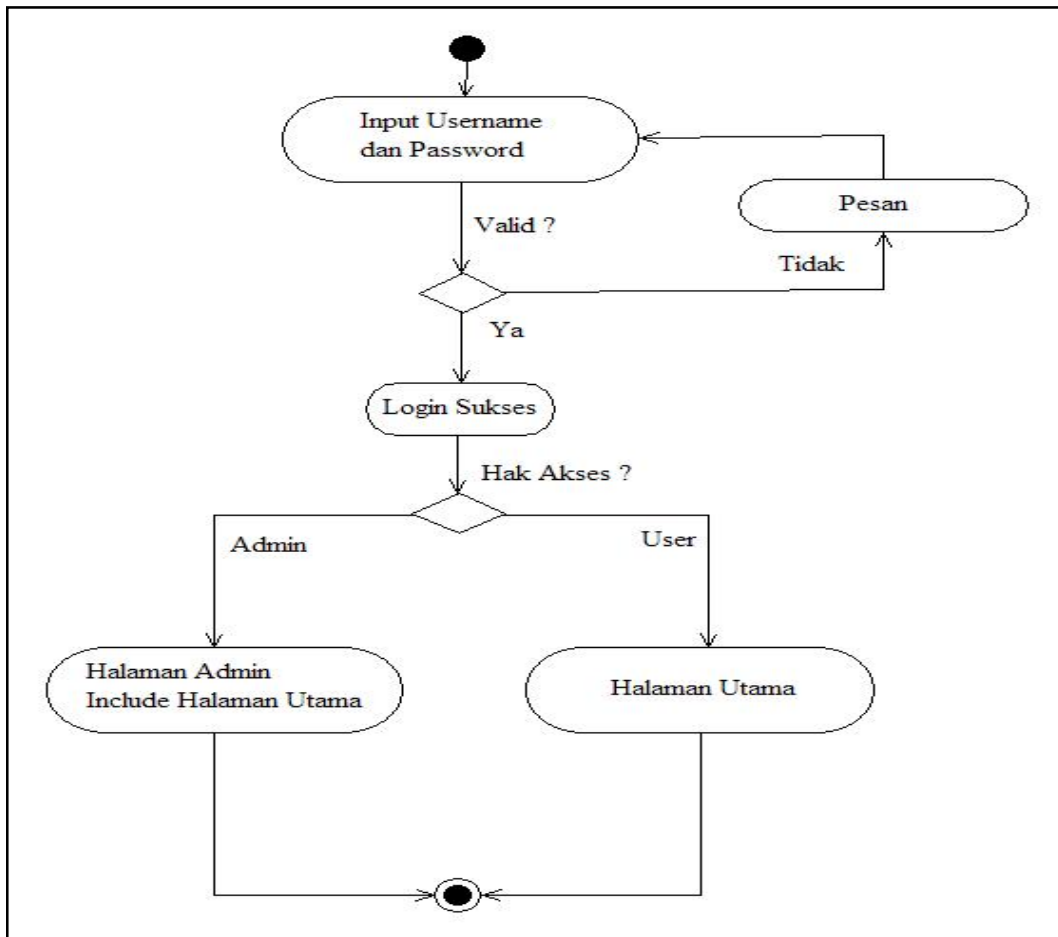 Input Username
dan Password
Pesan
Valid ?
Tidak
Ya
Login Sukses
Hak Akses ?
Admin
User
Halaman Admin
Include Halaman Utama
Halaman Utama